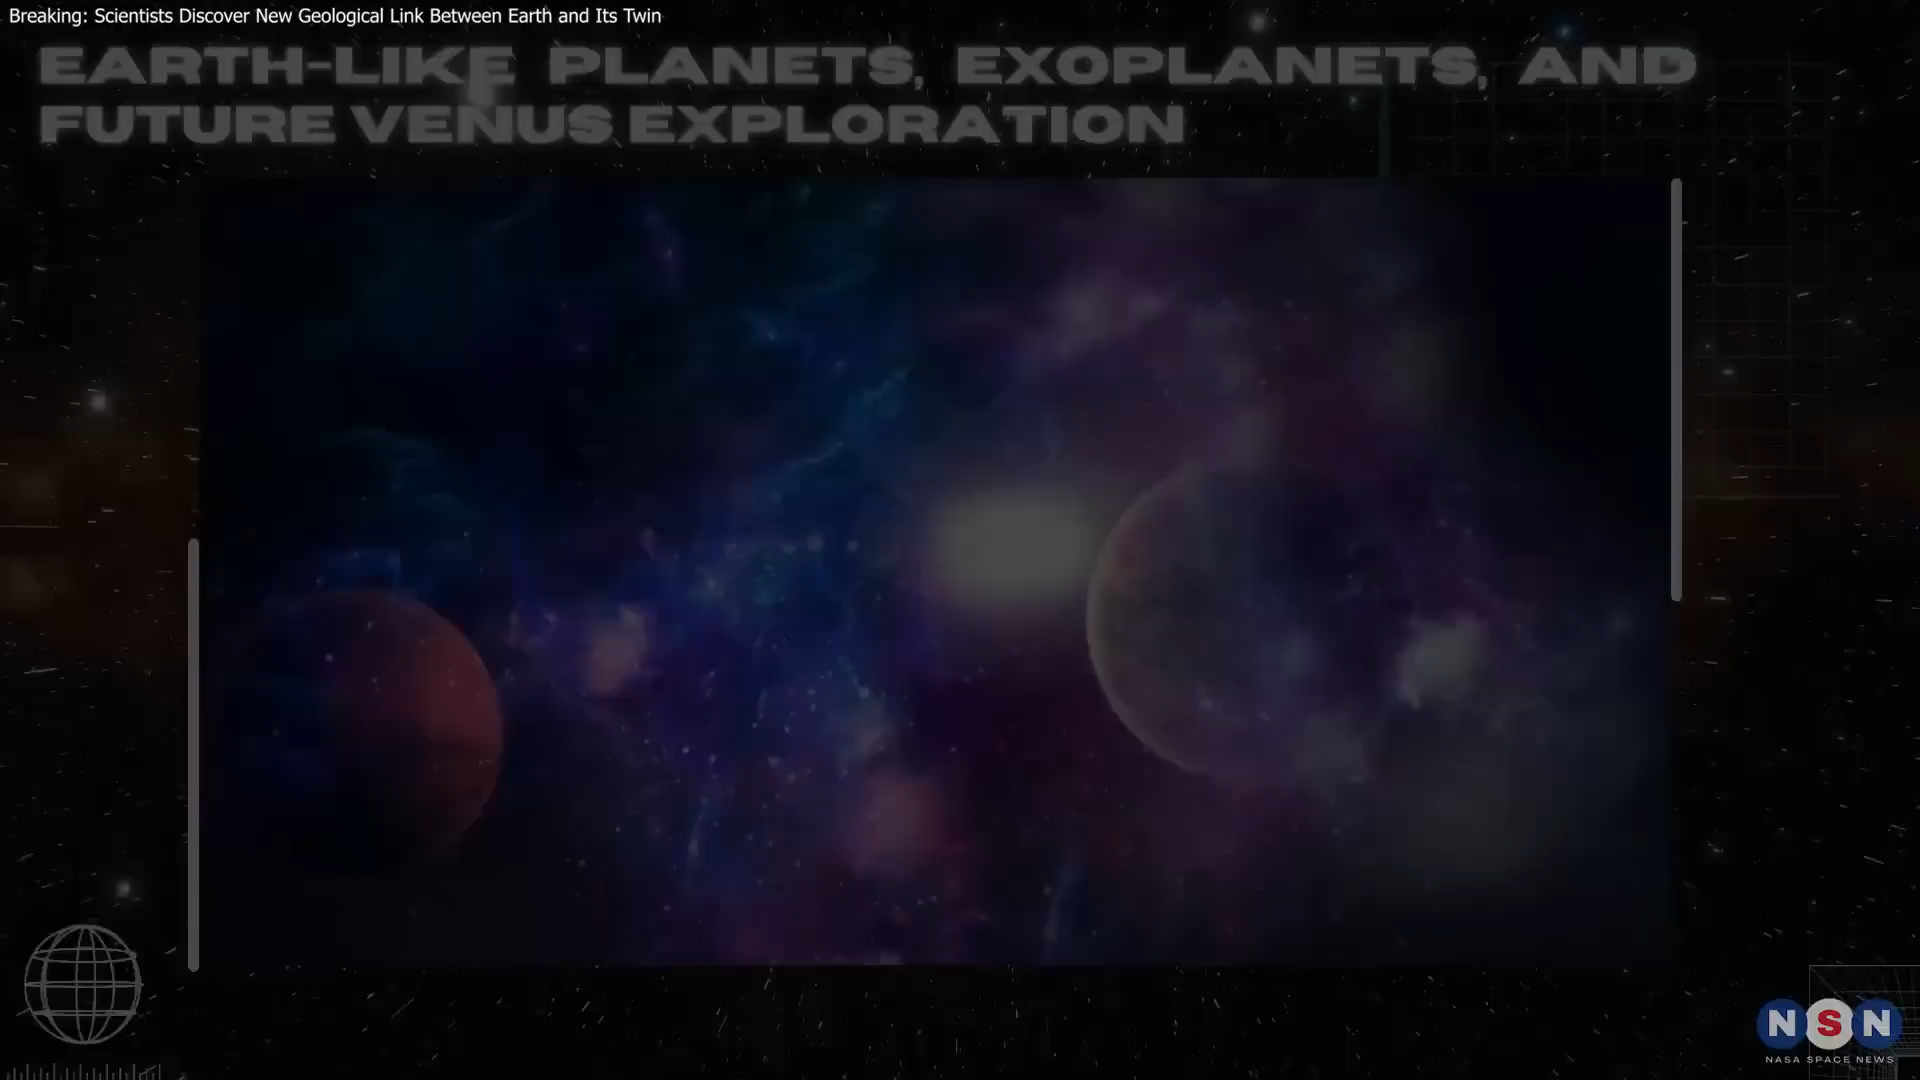 Breaking: Scientists Discover New Geological Link Between Earth and Its Twin
EARTH-LIKE PLANETS, EXOPLANETS, AND
FUTURE VENUS EXPLORATION
NSN
NASA SPACE NEWS